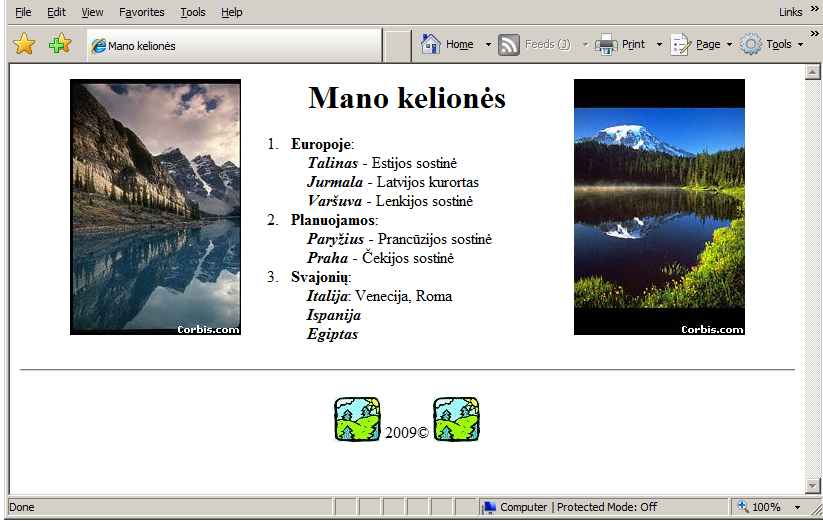 File Edit View Favorites Tools Help Links »
Mano kelionės Home Feeds (J) Print Page Tools »
Mano kelionės
1. Europoje:
Talinas - Estijos sostinė
Jurmala - Latvijos kurortas
Varšuva - Lenkijos sostinė
2. Planuojamos:
Paryžius - Prancūzijos sostinė
Praha - Čekijos sostinė
3. Svajonių:
Italija: Venecija, Roma
Ispanija
Egiptas
Corbis.com
Corbis.com
2009©
Done Computer | Protected Mode: Off 100%